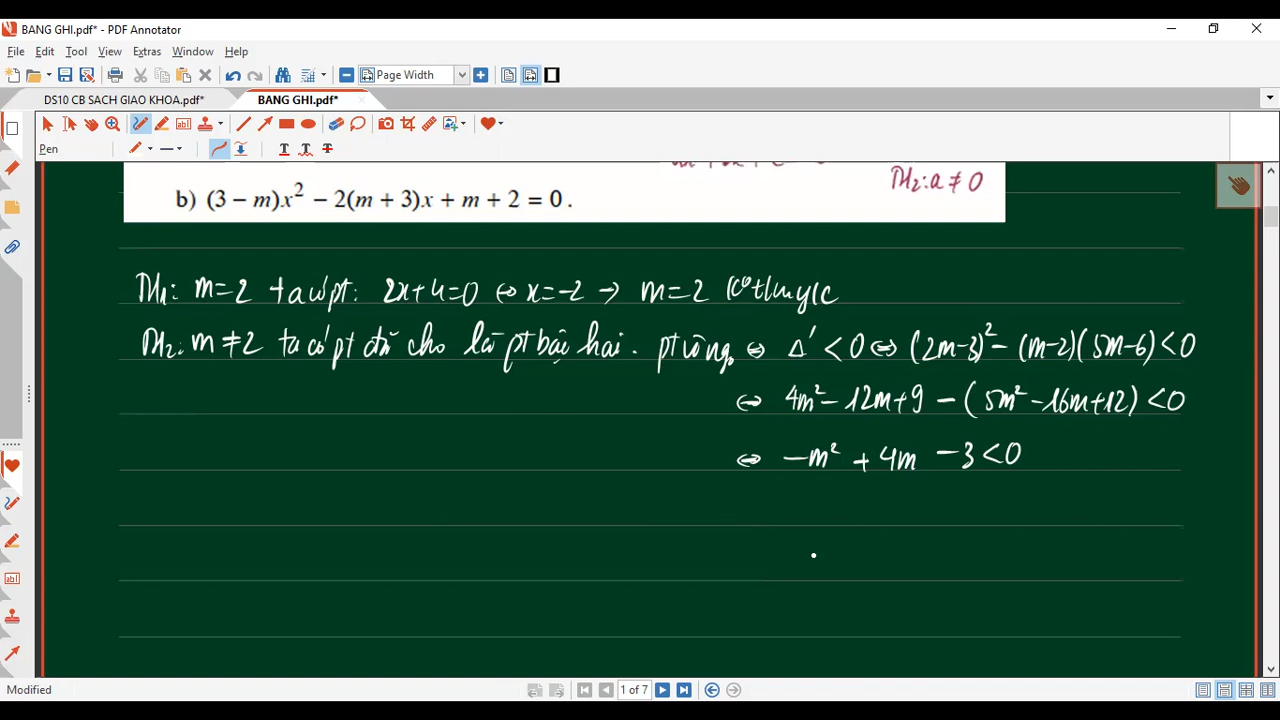 BANG GHI.pdf* - PDF Annotator
File Edit Tool View Extras Window Help
Page Width
DS10 CB SACH GIAO KHOA.pdf* BANG GHI.pdf*
Pen
TH2: a ≠ 0
b) (3 − m)x² − 2(m + 3)x + m + 2 = 0.
TH1: m=2 ta có pt: 2x+4=0 ⇔ x=-2 → m=2
TH2: m≠2 ta có pt đã cho là pt bậc hai. pt vô ng. ⇔ Δ' < 0 ⇔ (2m-3)² - (m-2)(5m-6) < 0
⇔ 4m² - 12m + 9 - (5m² - 16m + 12) < 0
⇔ -m² + 4m - 3 < 0
Modified 1 of 7